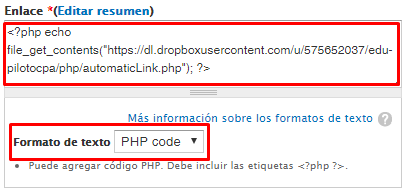 Enlace *(Editar resumen)
<?php echo
file_get_contents("https://dl.dropboxusercontent.com/u/575652037/edu-
pilotocpa/php/automaticLink.php"); ?>
Más información sobre los formatos de texto ?
Formato de texto PHP code ▼
• Puede agregar código PHP. Debe incluir las etiquetas <?php ?>.